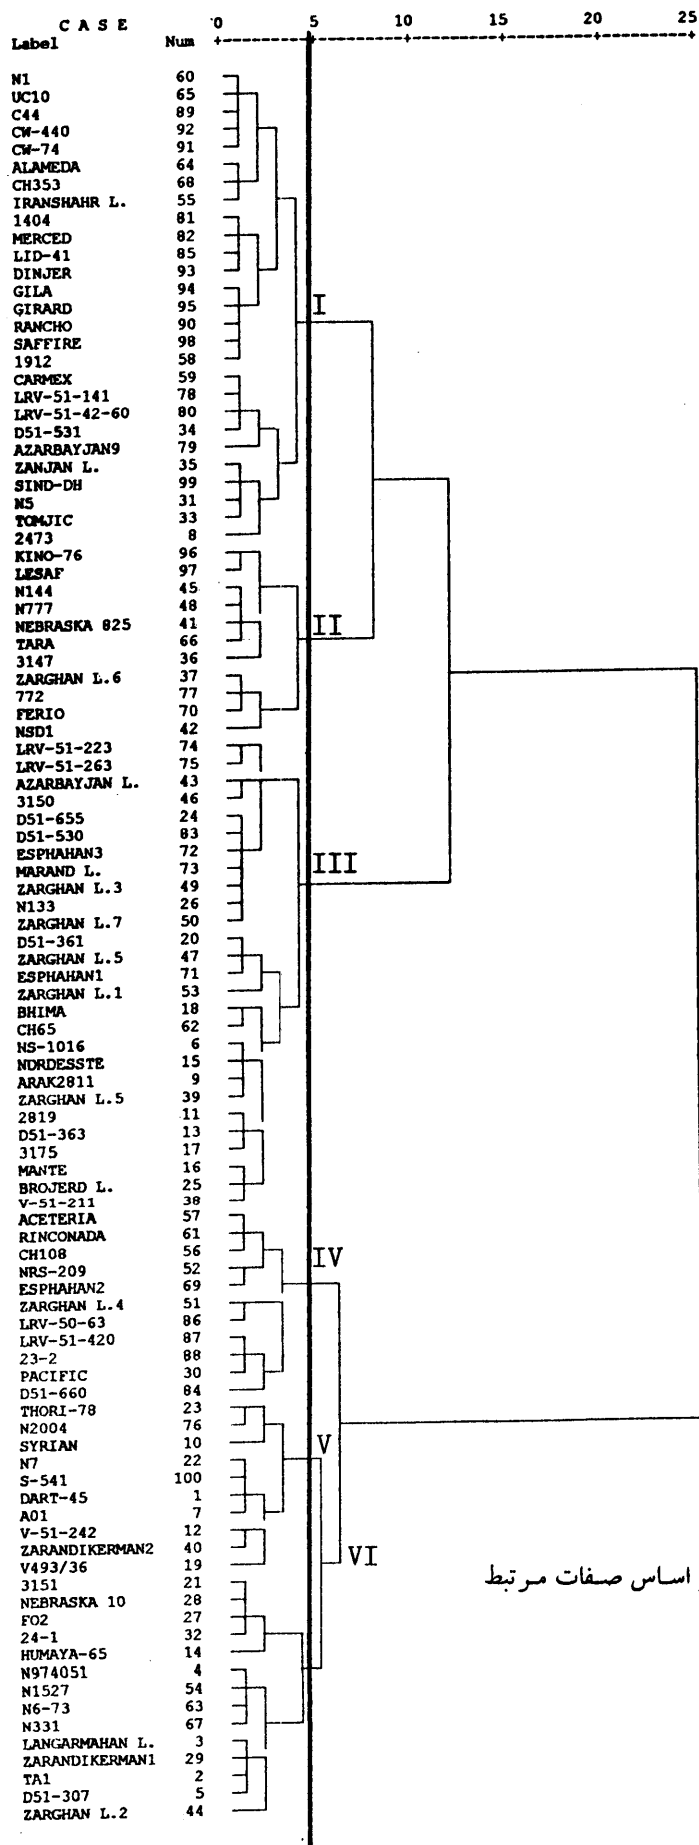 C A S E 0 5 10 15 20 25
Label Num
N1 60
UC10 65
C44 89
CW-440 92
CW-74 91
ALAMEDA 64
CH353 68
IRANSHAHR L. 55
1404 81
MERCED 82
LID-41 85
DINJER 93
GILA 94
GIRARD 95
I
RANCHO 90
SAFFIRE 98
1912 58
CARMEX 59
LRV-51-141 78
LRV-51-42-60 80
D51-531 34
AZARBAYJAN9 79
ZANJAN L. 35
SIND-DH 99
N5 31
TOMJIC 33
2473 8
KINO-76 96
LESAF 97
N144 45
N777 48
NEBRASKA 825 41 II
TARA 66
3147 36
ZARGHAN L.6 37
772 77
FERIO 70
NSD1 42
LRV-51-223 74
LRV-51-263 75
AZARBAYJAN L. 43
3150 46
D51-655 24
D51-530 83
ESPHAHAN3 72 III
MARAND L. 73
ZARGHAN L.3 49
N133 26
ZARGHAN L.7 50
D51-361 20
ZARGHAN L.5 47
ESPHAHAN1 71
ZARGHAN L.1 53
BHIMA 18
CH65 62
NS-1016 6
NORDESSTE 15
ARAK2811 9
ZARGHAN L.5 39
2819 11
D51-363 13
3175 17
MANTE 16
BROJERD L. 25
V-51-211 38
ACETERIA 57
RINCONADA 61
CH108 56 IV
NRS-209 52
ESPHAHAN2 69
ZARGHAN L.4 51
LRV-50-63 86
LRV-51-420 87
23-2 88
PACIFIC 30
D51-660 84
THORI-78 23
N2004 76
SYRIAN 10 V
N7 22
S-541 100
DART-45 1
A01 7
V-51-242 12
ZARANDIKERMAN2 40 VI
V493/36 19
3151 21
اساس صفات مرتبط
NEBRASKA 10 28
FO2 27
24-1 32
HUMAYA-65 14
N974051 4
N1527 54
N6-73 63
N331 67
LANGARMAHAN L. 3
ZARANDIKERMAN1 29
TA1 2
D51-307 5
ZARGHAN L.2 44